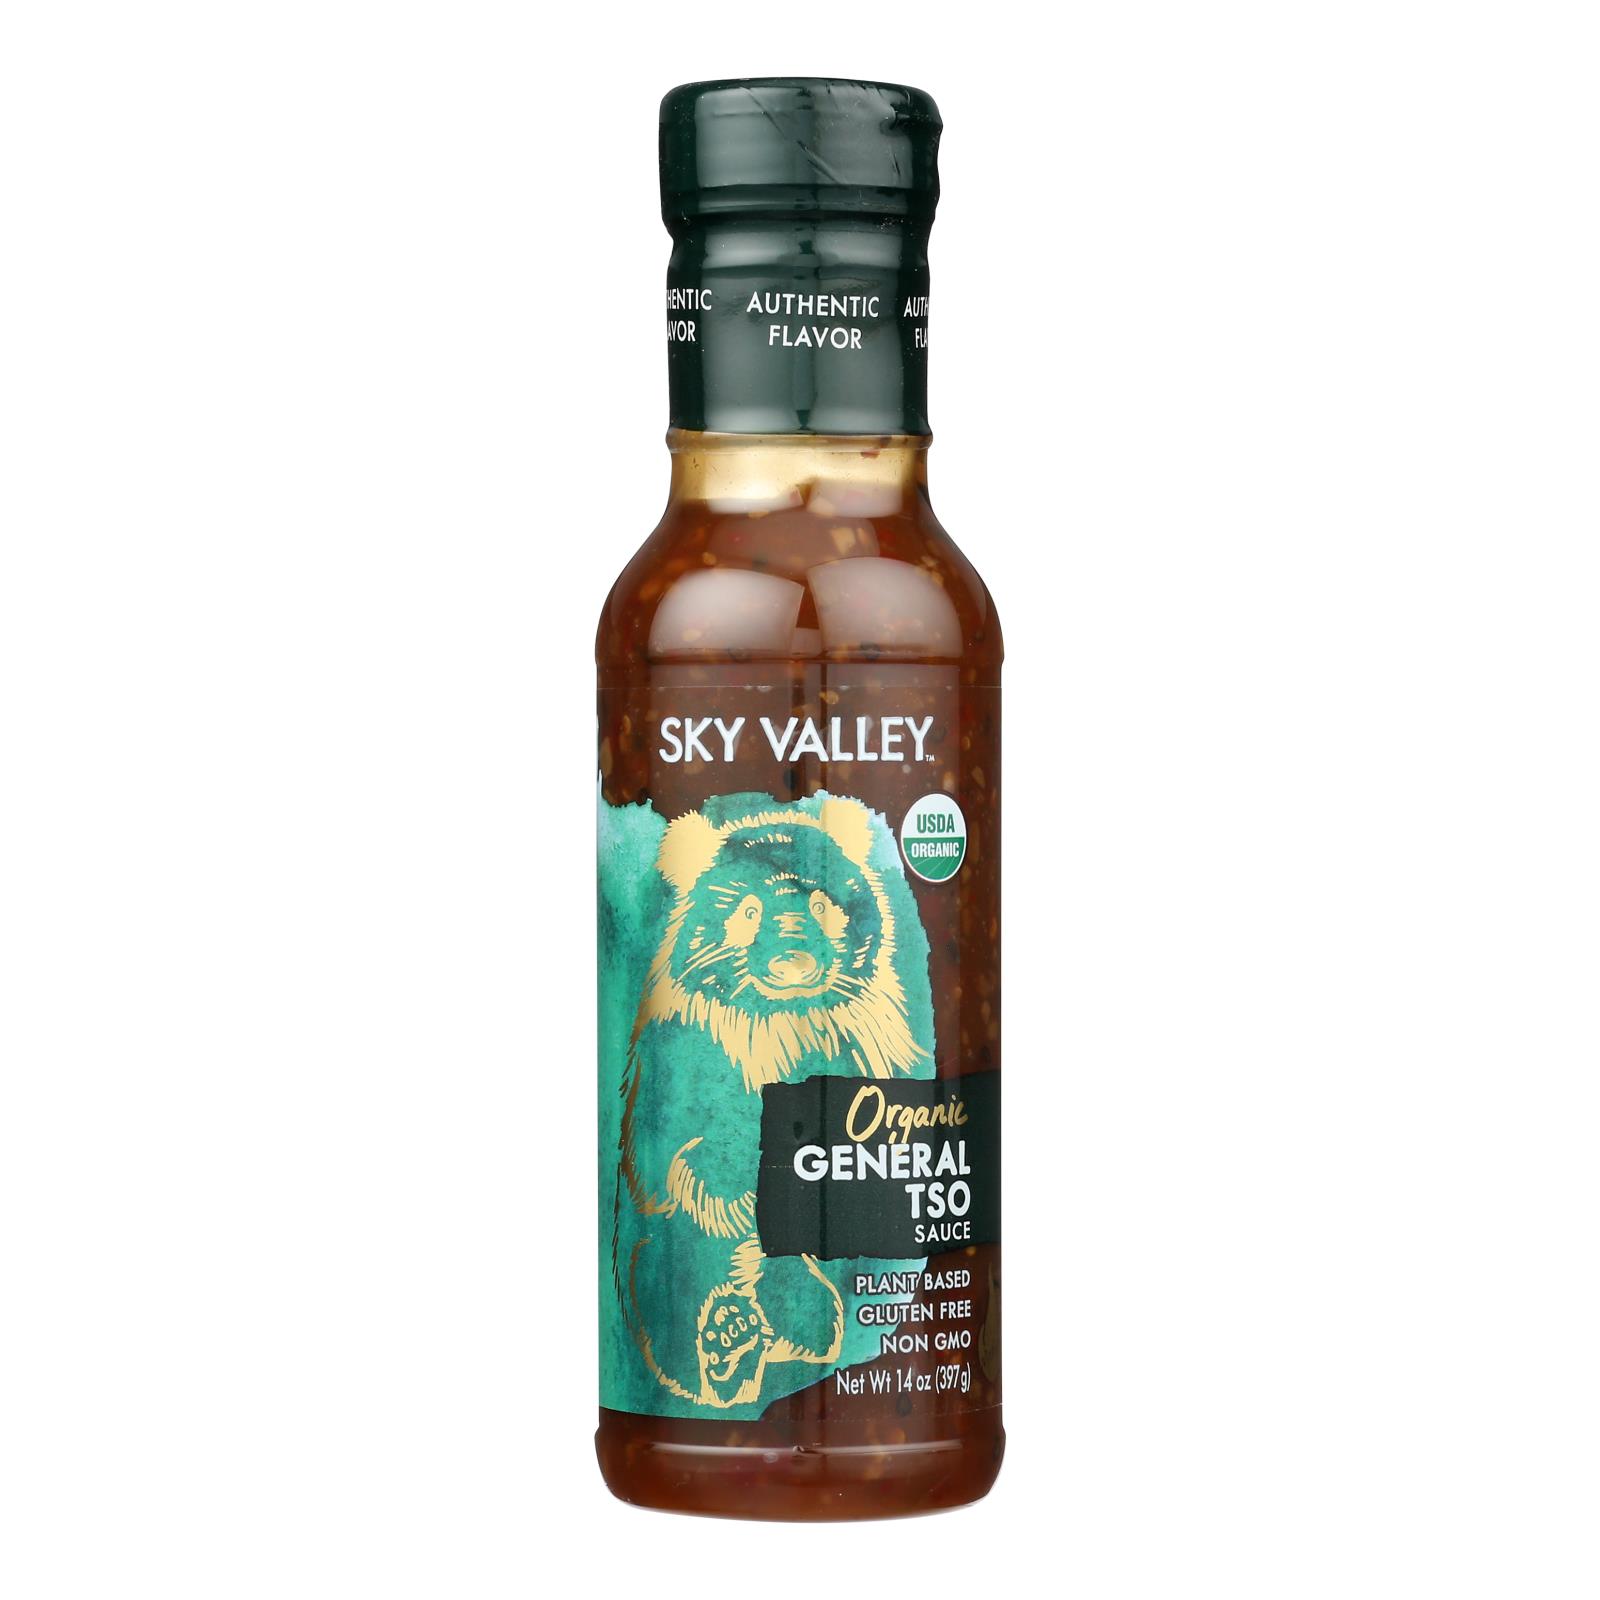 AUTHENTIC
FLAVOR
SKY VALLEY™
USDA
ORGANIC
Organic
GENERAL
TSO
SAUCE
PLANT BASED
GLUTEN FREE
NON GMO
Net Wt 14 oz (397g)